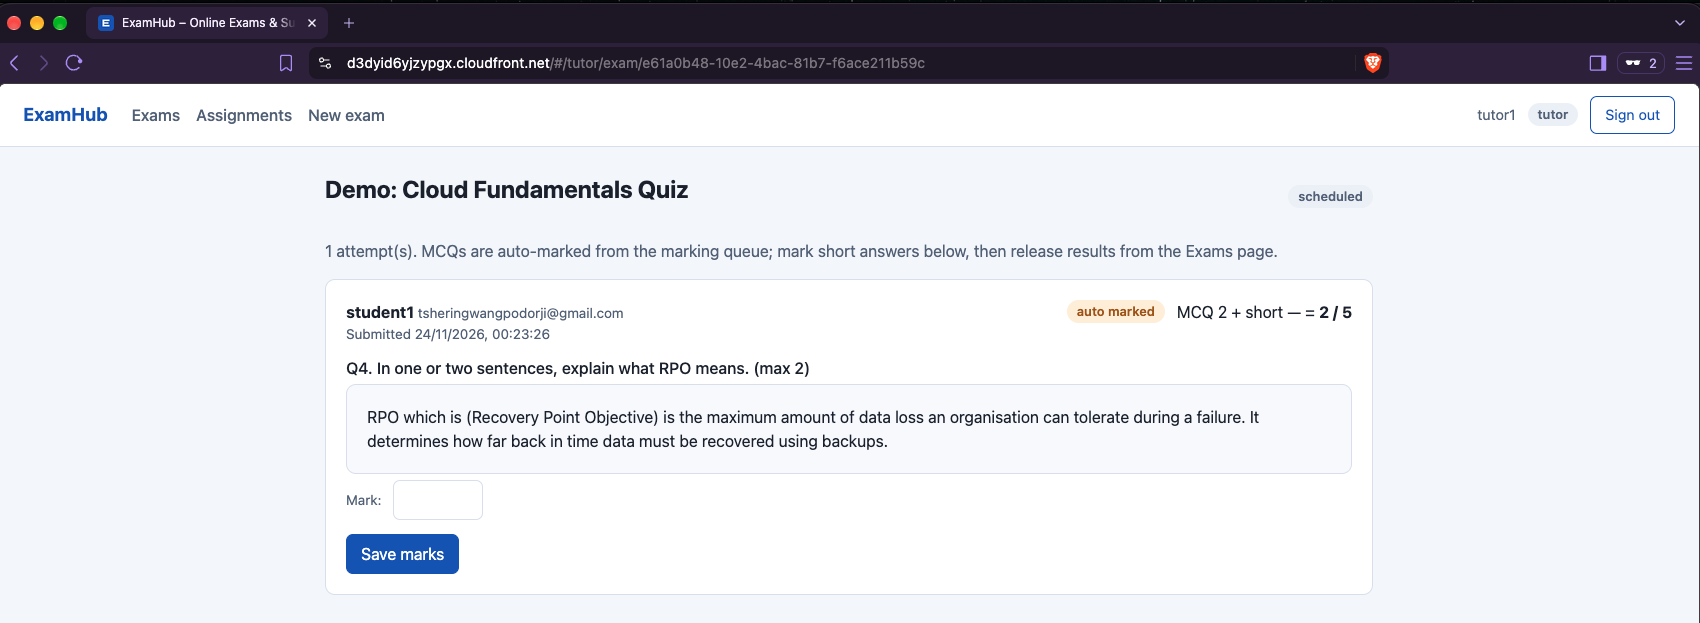 ExamHub – Online Exams & Su
d3dyid6yjzypgx.cloudfront.net/#/tutor/exam/e61a0b48-10e2-4bac-81b7-f6ace211b59c
2
ExamHub Exams Assignments New exam tutor1 tutor Sign out
Demo: Cloud Fundamentals Quiz
scheduled
1 attempt(s). MCQs are auto-marked from the marking queue; mark short answers below, then release results from the Exams page.
student1 tsheringwangpodorji@gmail.com
auto marked MCQ 2 + short — = 2 / 5
Submitted 24/11/2026, 00:23:26
Q4. In one or two sentences, explain what RPO means. (max 2)
RPO which is (Recovery Point Objective) is the maximum amount of data loss an organisation can tolerate during a failure. It
determines how far back in time data must be recovered using backups.
Mark:
Save marks